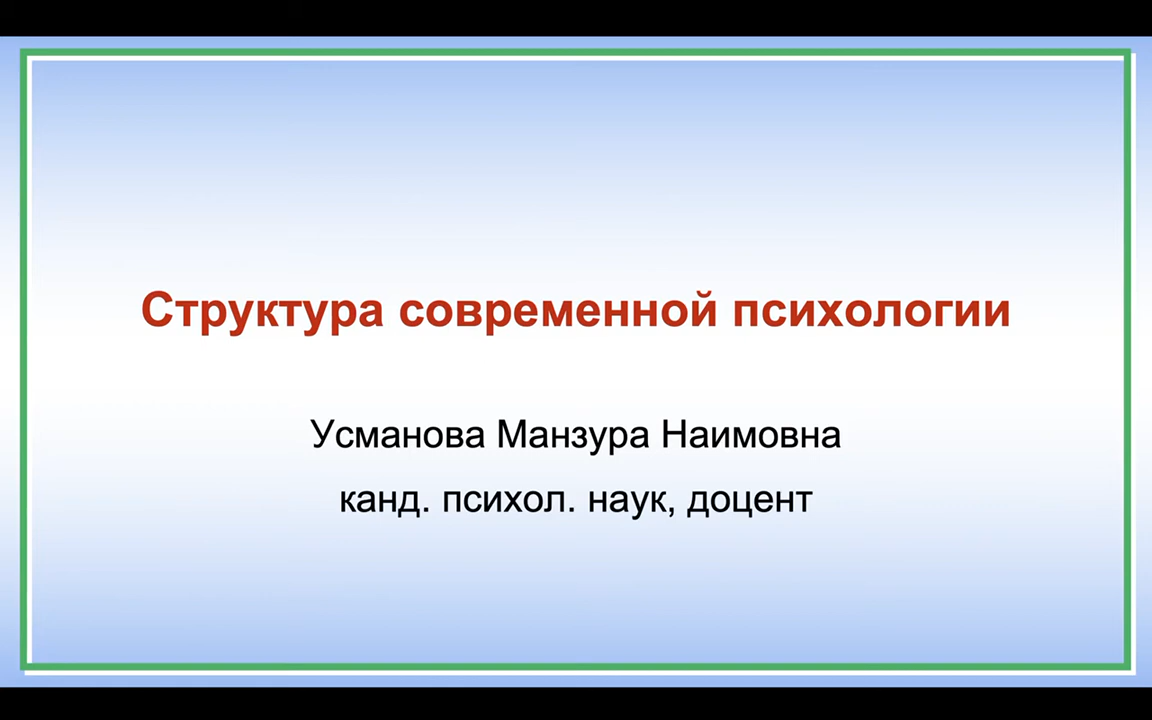 Структура современной психологии
Усманова Манзура Наимовна
канд. психол. наук, доцент